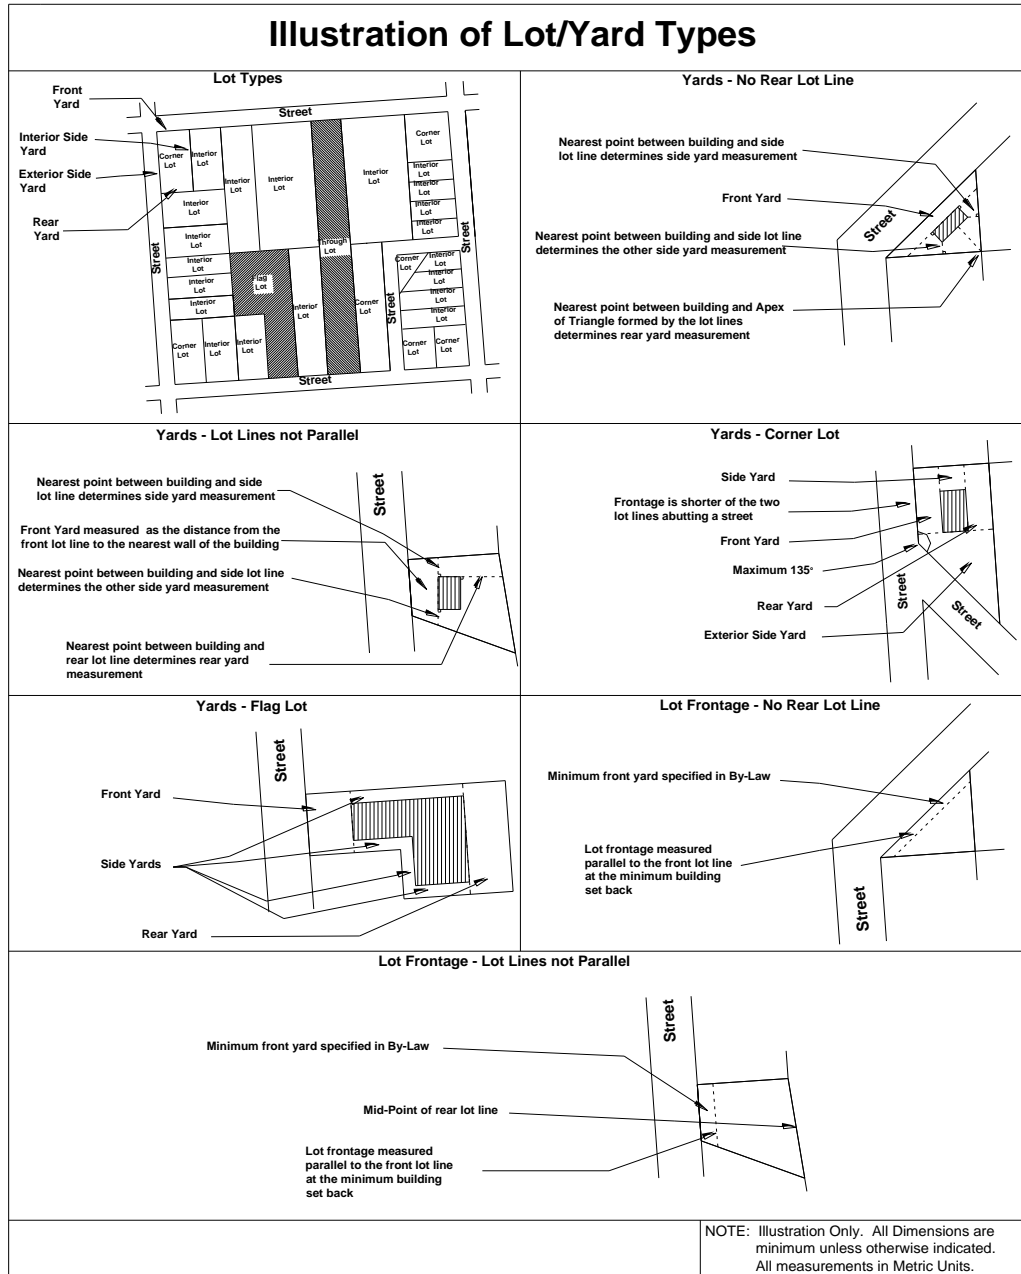 Illustration of Lot/Yard Types
Lot Types
Front
Yard
Interior Side
Yard
Exterior Side
Yard
Rear
Yard
Street
Street
Street
Street
Street
Corner
Lot
Interior
Lot
Interior
Lot
Interior
Lot
Interior
Lot
Corner
Lot
Interior
Lot
Interior
Lot
Interior
Lot
Interior
Lot
Interior
Lot
Interior
Lot
Interior
Lot
Interior
Lot
Interior
Lot
Flag
Lot
Through
Lot
Interior
Lot
Corner
Lot
Corner
Lot
Interior
Lot
Interior
Lot
Interior
Lot
Interior
Lot
Interior
Lot
Corner
Lot
Interior
Lot
Interior
Lot
Corner
Lot
Corner
Lot
Yards - No Rear Lot Line
Nearest point between building and side
lot line determines side yard measurement
Front Yard
Street
Nearest point between building and side lot line
determines the other side yard measurement
Nearest point between building and Apex
of Triangle formed by the lot lines
determines rear yard measurement
Yards - Lot Lines not Parallel
Nearest point between building and side
lot line determines side yard measurement
Street
Front Yard measured as the distance from the
front lot line to the nearest wall of the building
Nearest point between building and side lot line
determines the other side yard measurement
Nearest point between building and
rear lot line determines rear yard
measurement
Yards - Corner Lot
Side Yard
Frontage is shorter of the two
lot lines abutting a street
Front Yard
Maximum 135°
Rear Yard
Exterior Side Yard
Street
Street
Yards - Flag Lot
Street
Front Yard
Side Yards
Rear Yard
Lot Frontage - No Rear Lot Line
Minimum front yard specified in By-Law
Lot frontage measured
parallel to the front lot line
at the minimum building
set back
Street
Lot Frontage - Lot Lines not Parallel
Street
Minimum front yard specified in By-Law
Mid-Point of rear lot line
Lot frontage measured
parallel to the front lot line
at the minimum building
set back
NOTE: Illustration Only. All Dimensions are
minimum unless otherwise indicated.
All measurements in Metric Units.